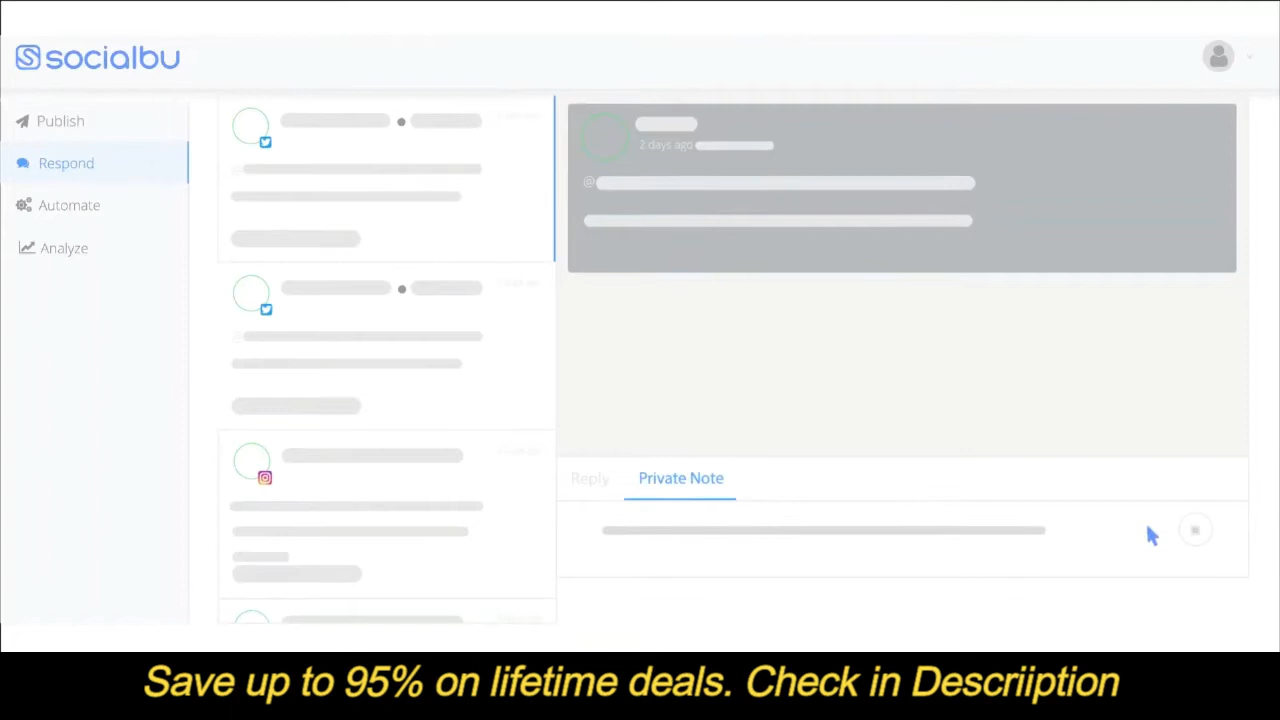 socialbu
Publish
Respond
Automate
Analyze
2 days ago
@
Reply
Private Note
Save up to 95% on lifetime deals. Check in Descriiption